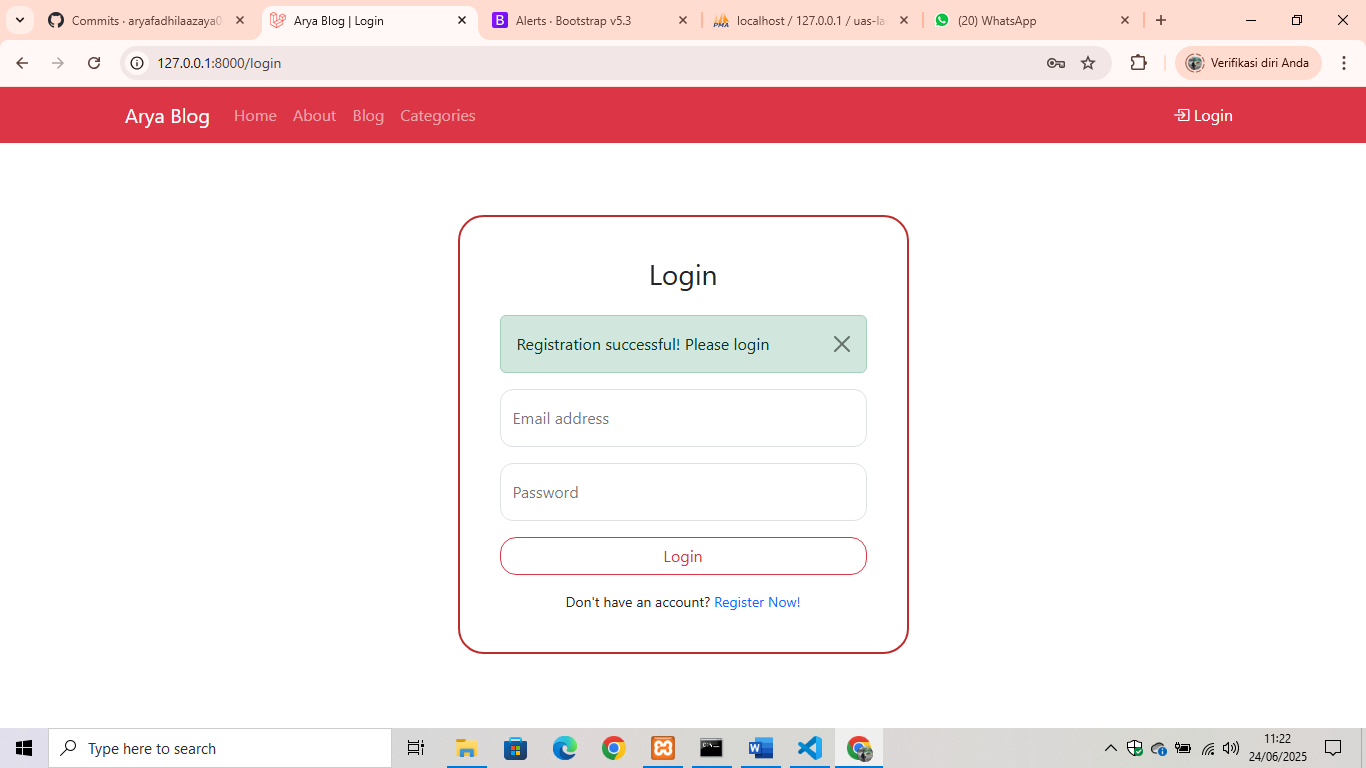 Commits · aryafadhilaazaya0
Arya Blog | Login
Alerts · Bootstrap v5.3
localhost / 127.0.0.1 / uas-la
(20) WhatsApp
127.0.0.1:8000/login
Verifikasi diri Anda
Arya Blog
Home
About
Blog
Categories
Login
Login
Registration successful! Please login
Email address
Password
Login
Don't have an account? Register Now!
Type here to search
11:22
24/06/2025